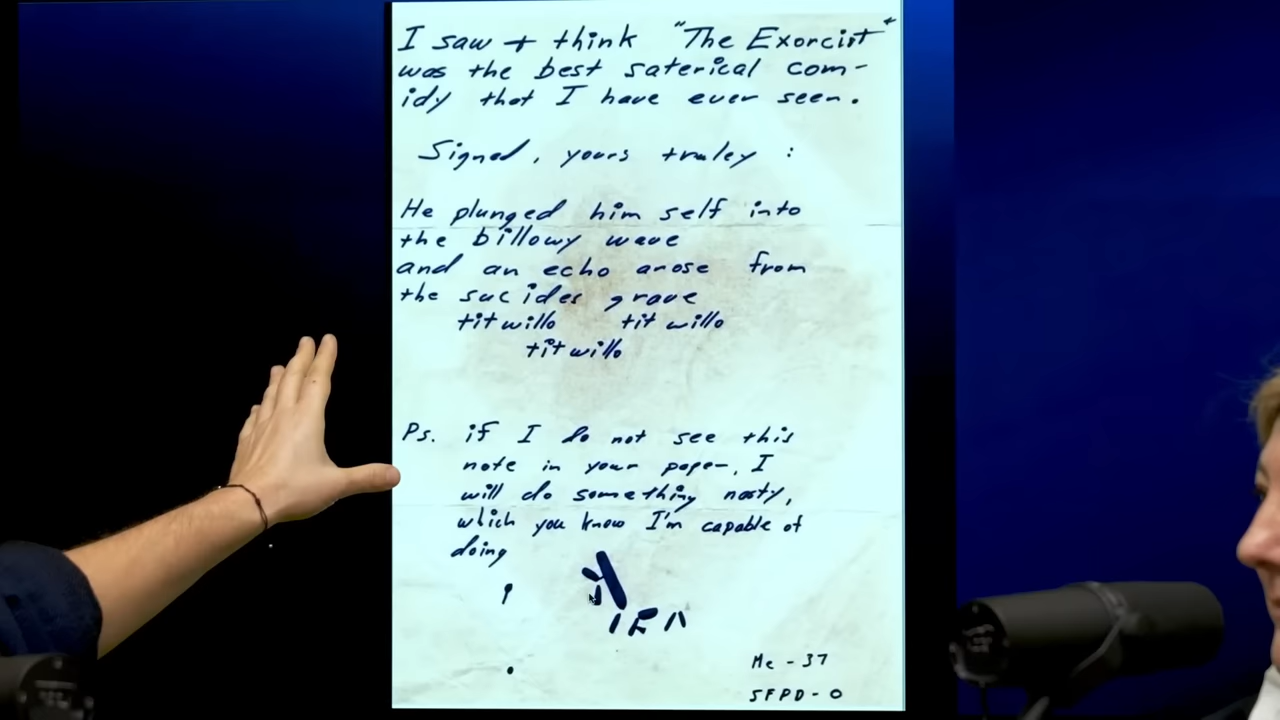 I saw + think "The Exorcist"
was the best saterical com-
idy that I have ever seen.
Signed, yours truley :
He plunged him self into
the billowy wave
and an echo arose from
the sucides grave
titwillo tit willo
titwillo
Ps. if I do not see this
note in your paper, I
will do something nasty,
which you know I'm capable of
doing
Me - 37
SFPD - 0